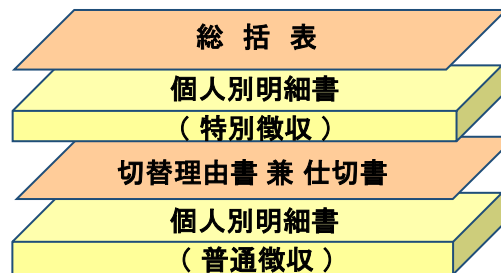 総 括 表
個人別明細書
（ 特別徴収 ）
切替理由書 兼 仕切書
個人別明細書
（ 普通徴収 ）